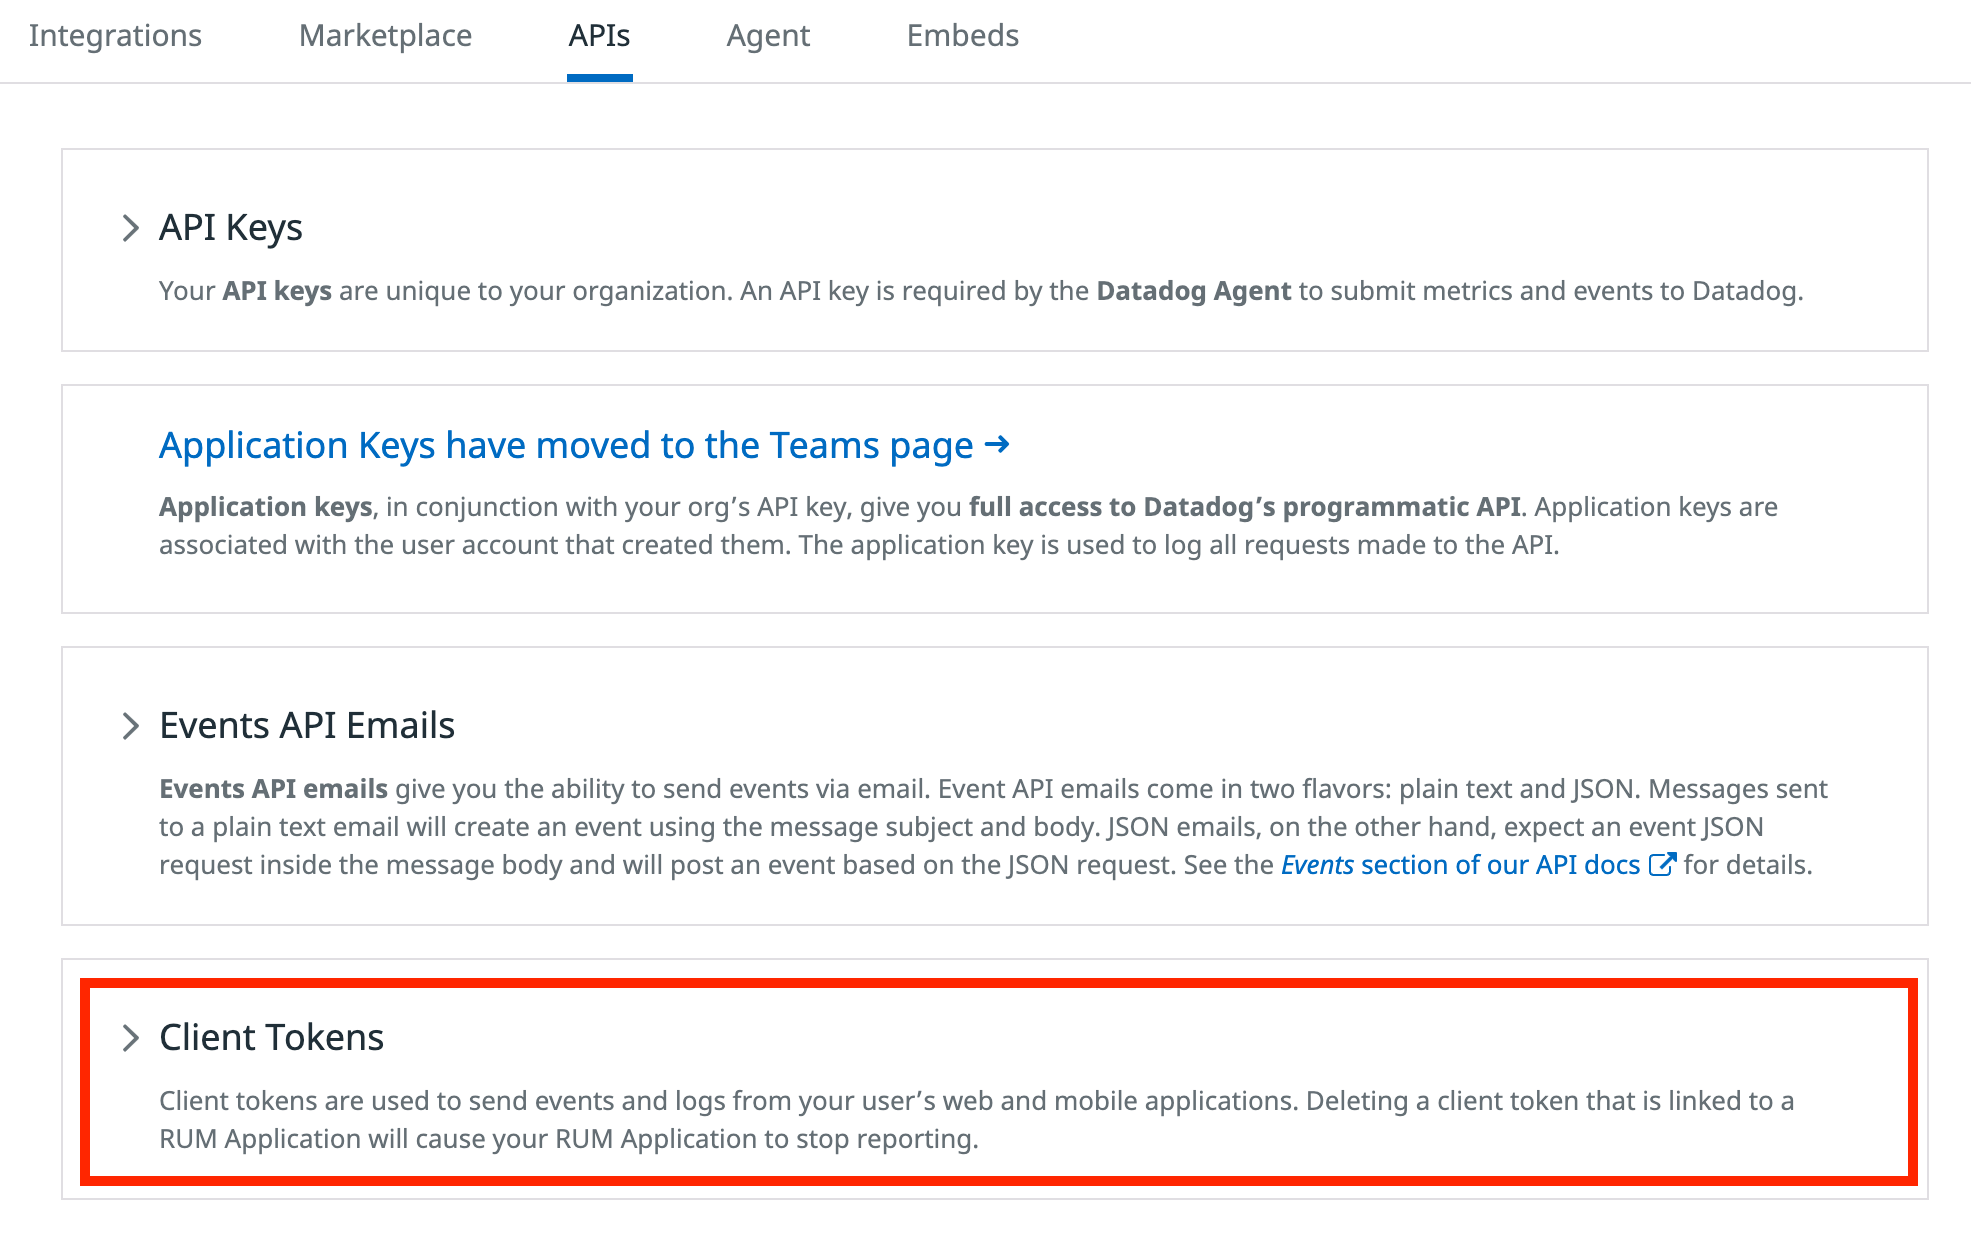 Integrations Marketplace APIs Agent Embeds
API Keys
Your API keys are unique to your organization. An API key is required by the Datadog Agent to submit metrics and events to Datadog.
Application Keys have moved to the Teams page →
Application keys, in conjunction with your org’s API key, give you full access to Datadog’s programmatic API. Application keys are
associated with the user account that created them. The application key is used to log all requests made to the API.
Events API Emails
Events API emails give you the ability to send events via email. Event API emails come in two flavors: plain text and JSON. Messages sent
to a plain text email will create an event using the message subject and body. JSON emails, on the other hand, expect an event JSON
request inside the message body and will post an event based on the JSON request. See the Events section of our API docs for details.
Client Tokens
Client tokens are used to send events and logs from your user’s web and mobile applications. Deleting a client token that is linked to a
RUM Application will cause your RUM Application to stop reporting.